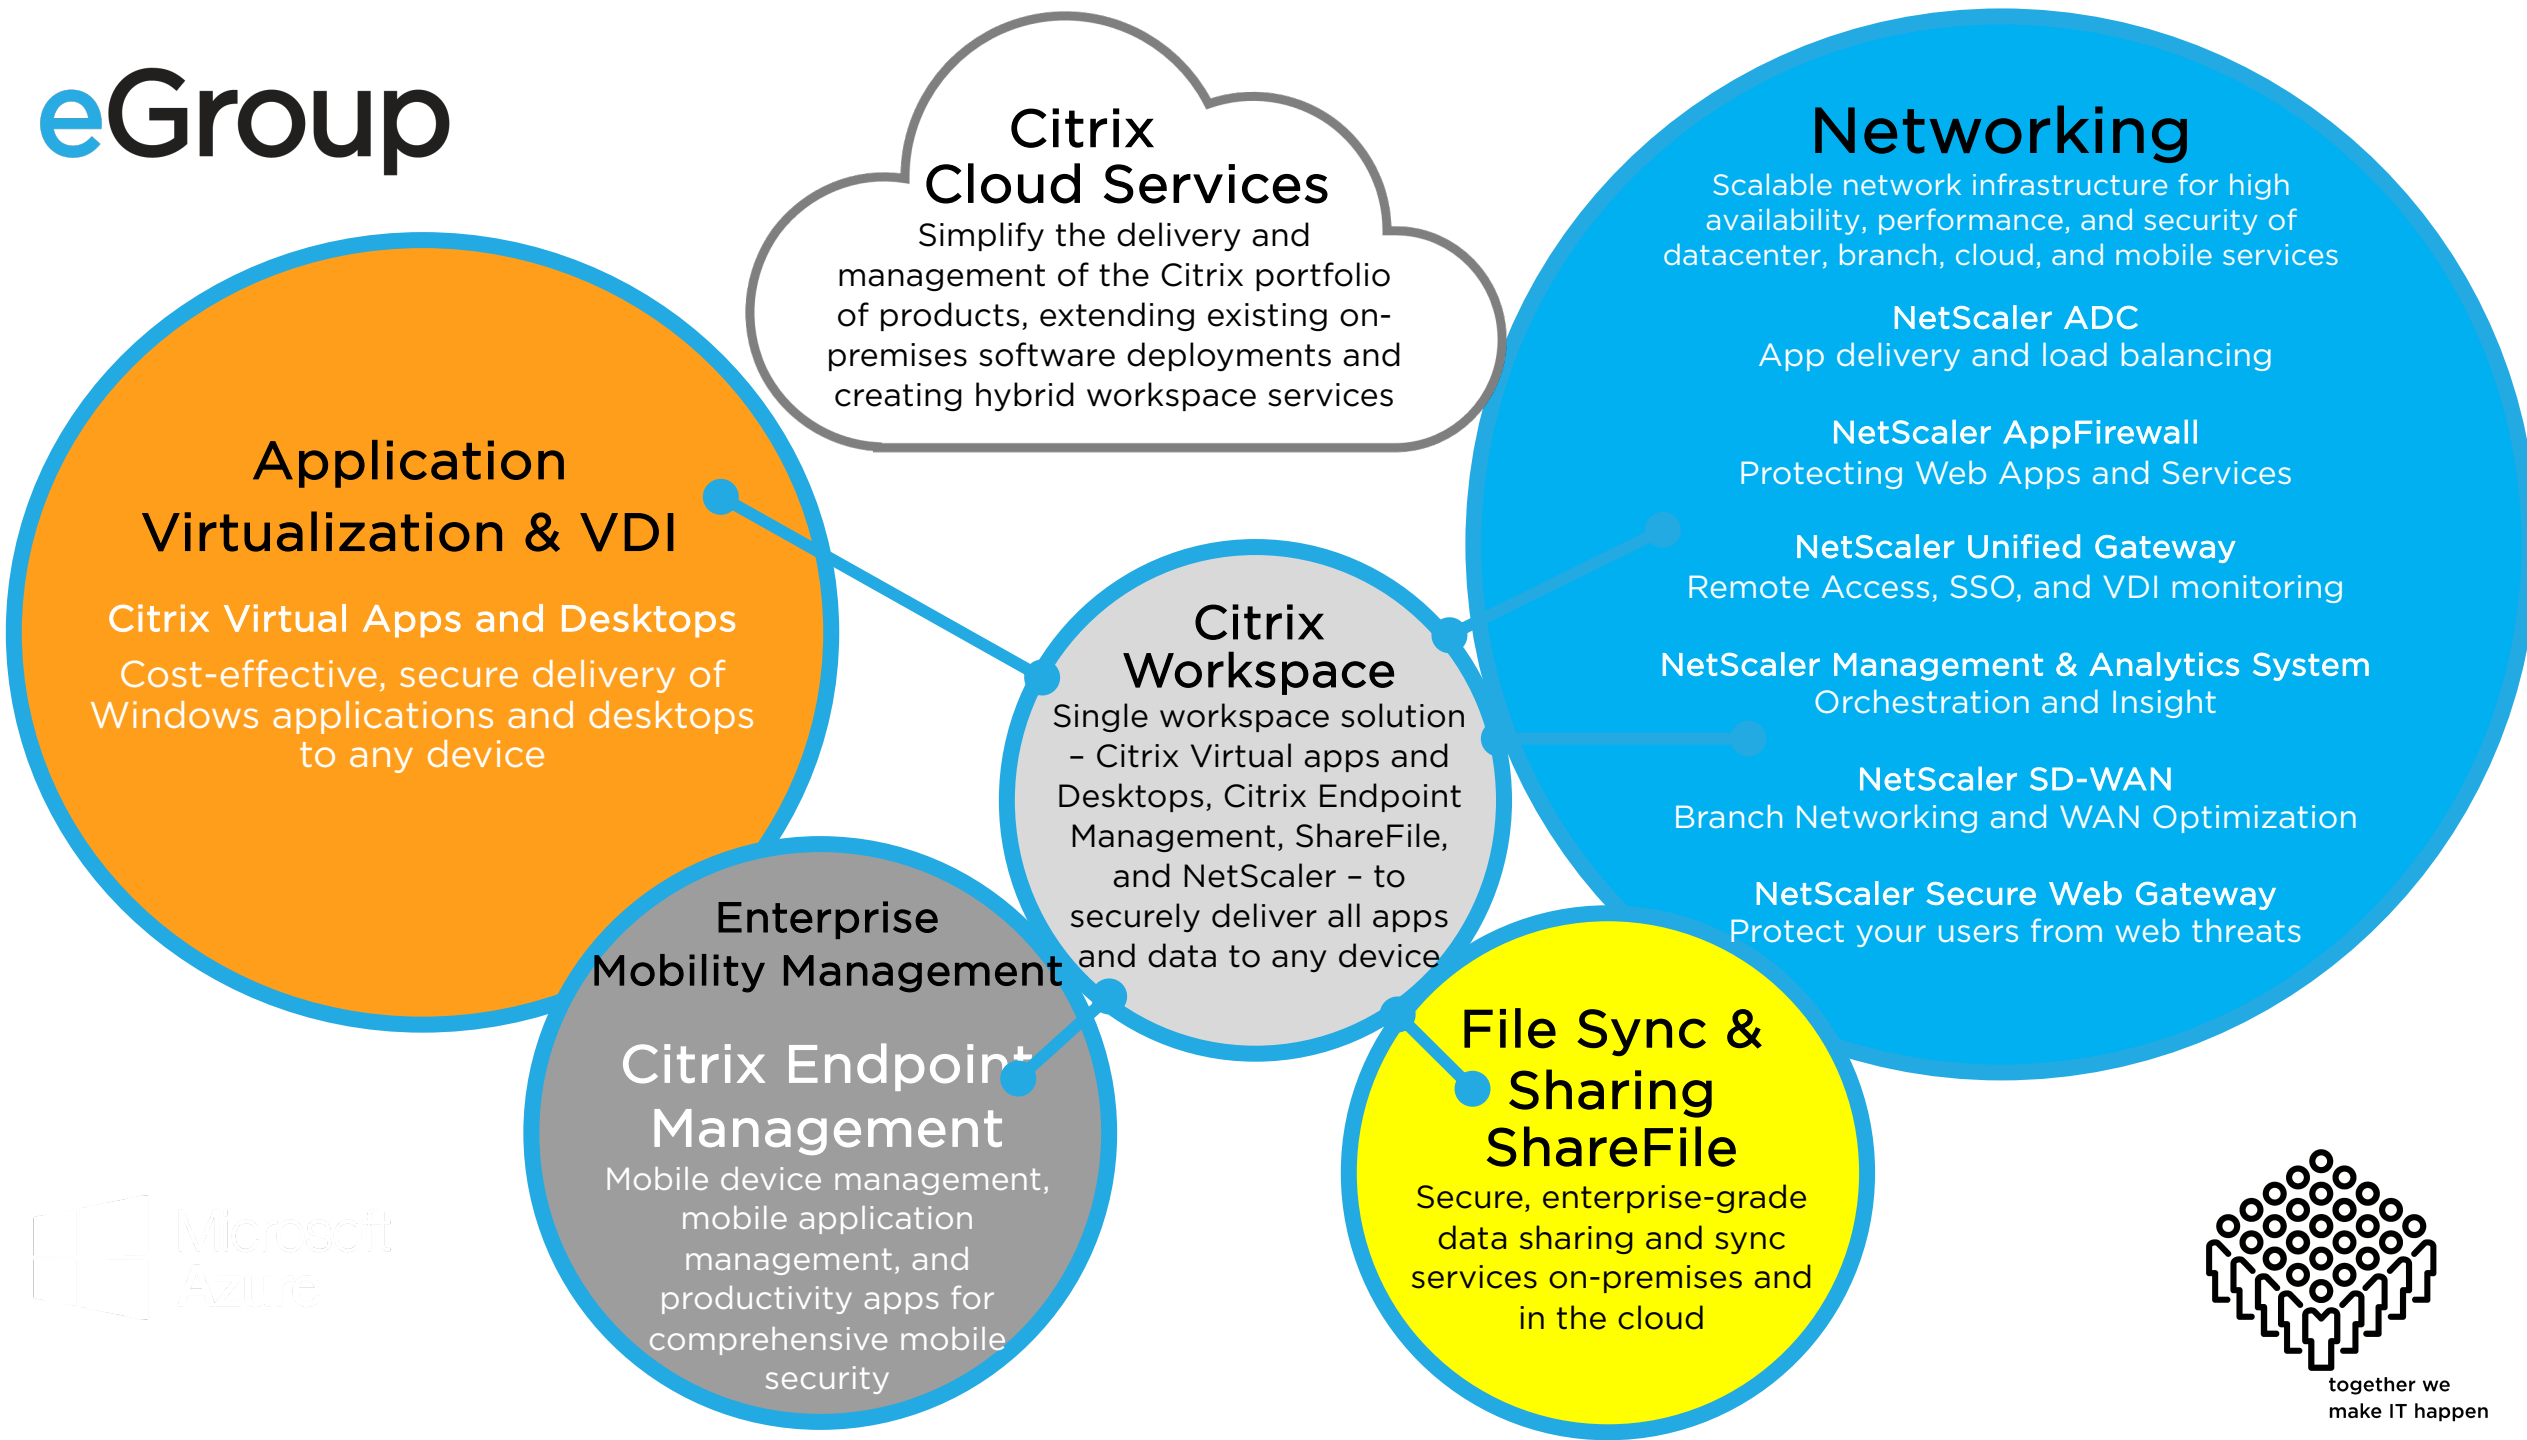 eGroup
Citrix
Cloud Services
Simplify the delivery and
management of the Citrix portfolio
of products, extending existing on-
premises software deployments and
creating hybrid workspace services
Networking
Scalable network infrastructure for high
availability, performance, and security of
datacenter, branch, cloud, and mobile services
NetScaler ADC
App delivery and load balancing
NetScaler AppFirewall
Protecting Web Apps and Services
NetScaler Unified Gateway
Remote Access, SSO, and VDI monitoring
NetScaler Management & Analytics System
Orchestration and Insight
NetScaler SD-WAN
Branch Networking and WAN Optimization
NetScaler Secure Web Gateway
Protect your users from web threats
Application
Virtualization & VDI
Citrix Virtual Apps and Desktops
Cost-effective, secure delivery of
Windows applications and desktops
to any device
Citrix
Workspace
Single workspace solution
– Citrix Virtual apps and
Desktops, Citrix Endpoint
Management, ShareFile,
and NetScaler – to
securely deliver all apps
and data to any device
Enterprise
Mobility Management
Citrix Endpoint
Management
Mobile device management,
mobile application
management, and
productivity apps for
comprehensive mobile
security
File Sync &
Sharing
ShareFile
Secure, enterprise-grade
data sharing and sync
services on-premises and
in the cloud
Microsoft
Azure
together we
make IT happen